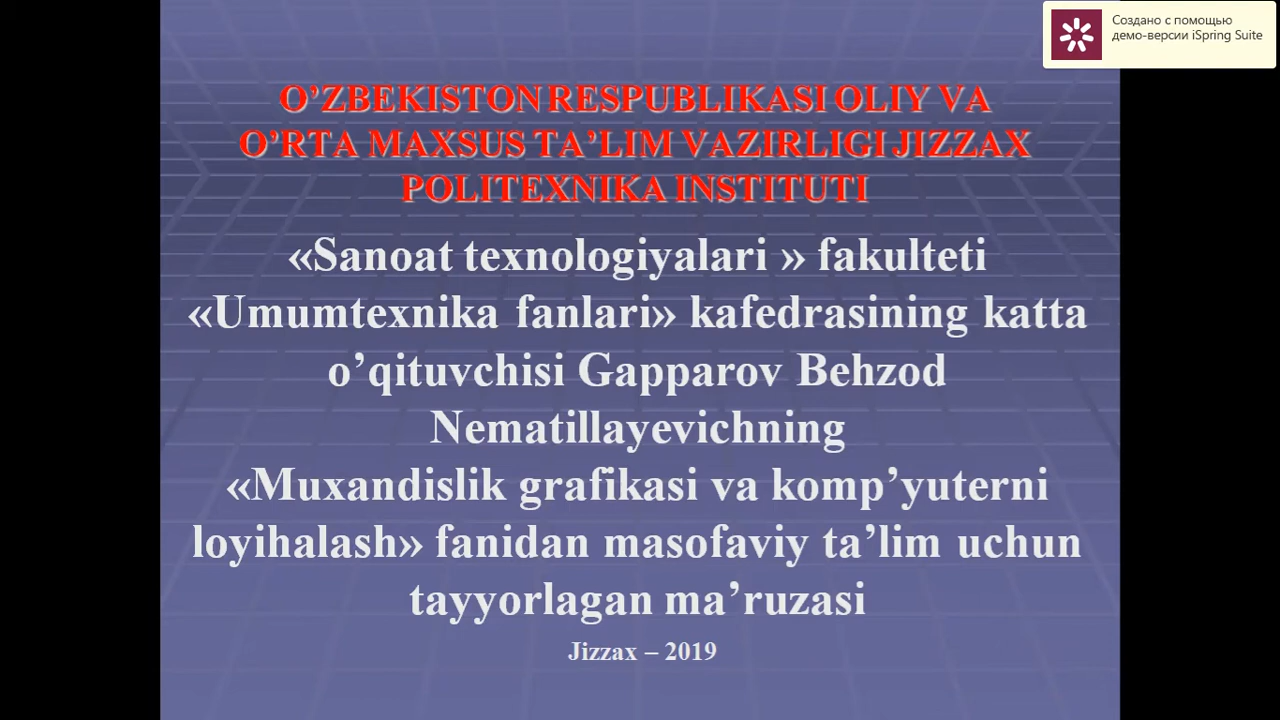 Создано с помощью
демо-версии iSpring Suite
O’ZBEKISTON RESPUBLIKASI OLIY VA
O’RTA MAXSUS TA’LIM VAZIRLIGI JIZZAX
POLITEXNIKA INSTITUTI
«Sanoat texnologiyalari » fakulteti
«Umumtexnika fanlari» kafedrasining katta
o’qituvchisi Gapparov Behzod
Nematillayevichning
«Muxandislik grafikasi va komp’yuterni
loyihalash» fanidan masofaviy ta’lim uchun
tayyorlagan ma’ruzasi
Jizzax – 2019